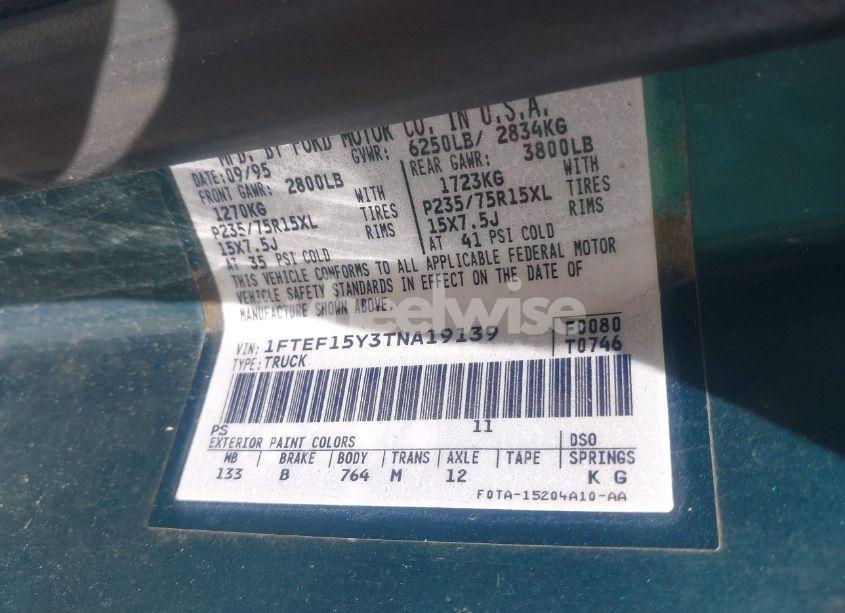 MFD. BY FORD MOTOR CO. IN U.S.A.
DATE: 09/95 GVWR: 6250LB/ 2834KG
FRONT GAWR: 2800LB REAR GAWR: 3800LB
1270KG WITH 1723KG WITH
P235/75R15XL TIRES P235/75R15XL TIRES
15X7.5J RIMS 15X7.5J RIMS
AT 35 PSI COLD AT 41 PSI COLD
THIS VEHICLE CONFORMS TO ALL APPLICABLE FEDERAL MOTOR
VEHICLE SAFETY STANDARDS IN EFFECT ON THE DATE OF
MANUFACTURE SHOWN ABOVE.
VIN: 1FTEF15Y3TNA19139 F0080
TYPE: TRUCK T0746
PS 11
EXTERIOR PAINT COLORS DSO
WB BRAKE BODY TRANS AXLE TAPE SPRINGS
133 B 764 M 12 K G
F0TA-15204A10-AA